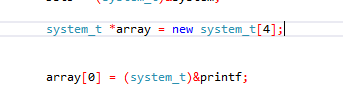 system_t *array = new system_t[4];
array[0] = (system_t)&printf;